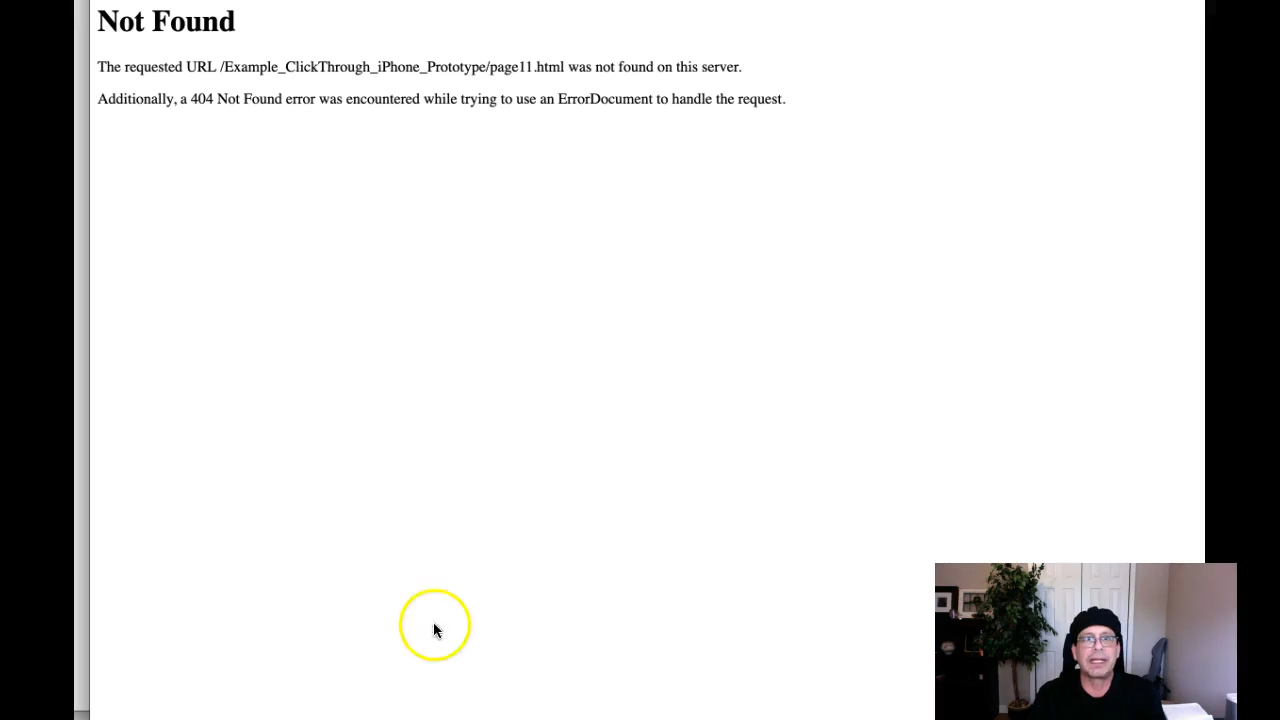 Not Found
The requested URL /Example_ClickThrough_iPhone_Prototype/page11.html was not found on this server.
Additionally, a 404 Not Found error was encountered while trying to use an ErrorDocument to handle the request.